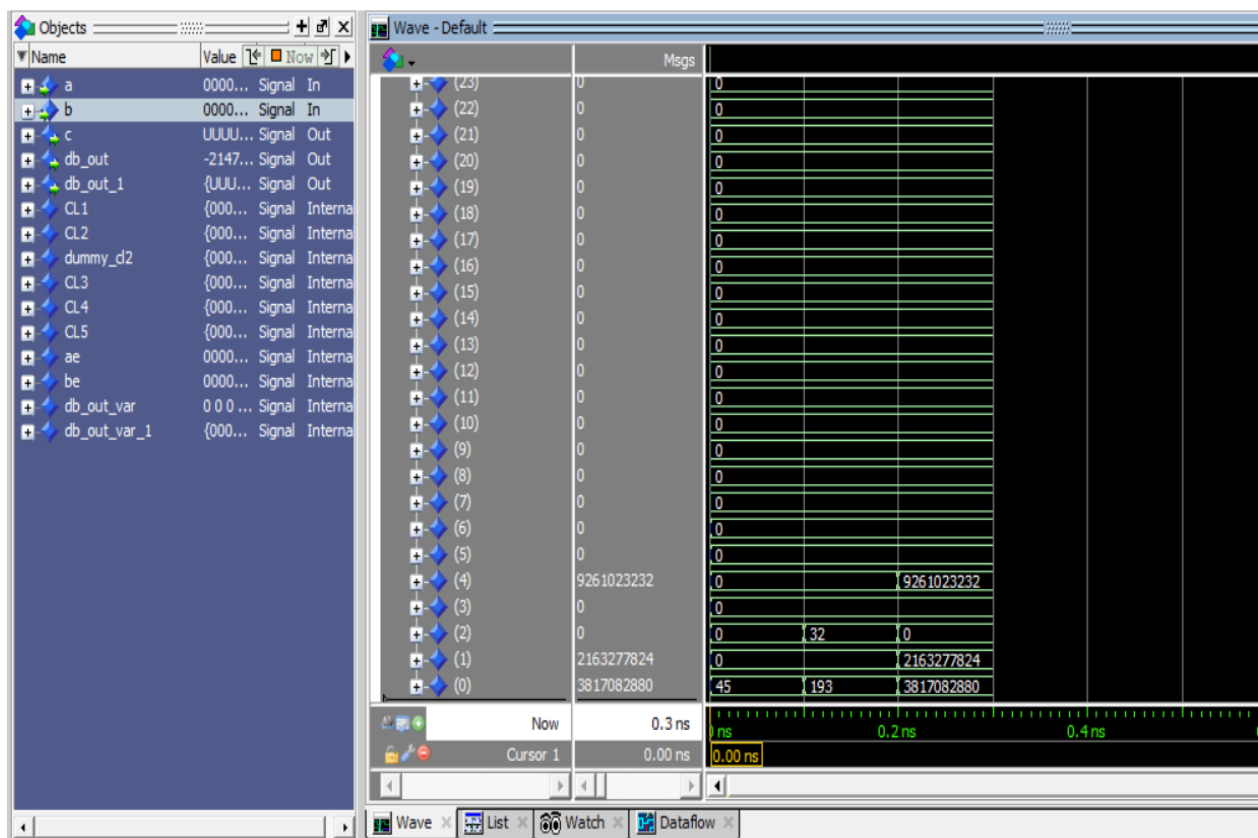 Objects
Name Value Now
a 0000... Signal In
b 0000... Signal In
c UUUU... Signal Out
db_out -2147... Signal Out
db_out_1 {UUU... Signal Out
CL1 {000... Signal Interna
CL2 {000... Signal Interna
dummy_cl2 {000... Signal Interna
CL3 {000... Signal Interna
CL4 {000... Signal Interna
CL5 {000... Signal Interna
ae 0000... Signal Interna
be 0000... Signal Interna
db_out_var 0 0 0 ... Signal Interna
db_out_var_1 {000... Signal Interna
Wave - Default
Msgs
(23) 0 0
(22) 0 0
(21) 0 0
(20) 0 0
(19) 0 0
(18) 0 0
(17) 0 0
(16) 0 0
(15) 0 0
(14) 0 0
(13) 0 0
(12) 0 0
(11) 0 0
(10) 0 0
(9) 0 0
(8) 0 0
(7) 0 0
(6) 0 0
(5) 0 0
(4) 9261023232 0 9261023232
(3) 0 0
(2) 0 0 32 0
(1) 2163277824 0 2163277824
(0) 3817082880 45 193 3817082880
Now 0.3 ns ns 0.2 ns 0.4 ns
Cursor 1 0.00 ns 0.00 ns
Wave List Watch Dataflow